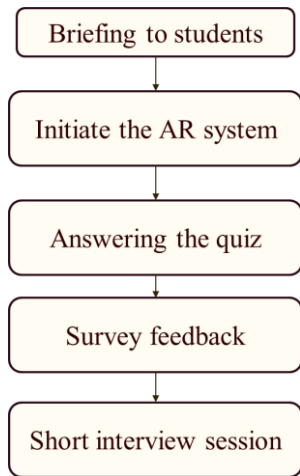 Briefing to students
Initiate the AR system
Answering the quiz
Survey feedback
Short interview session